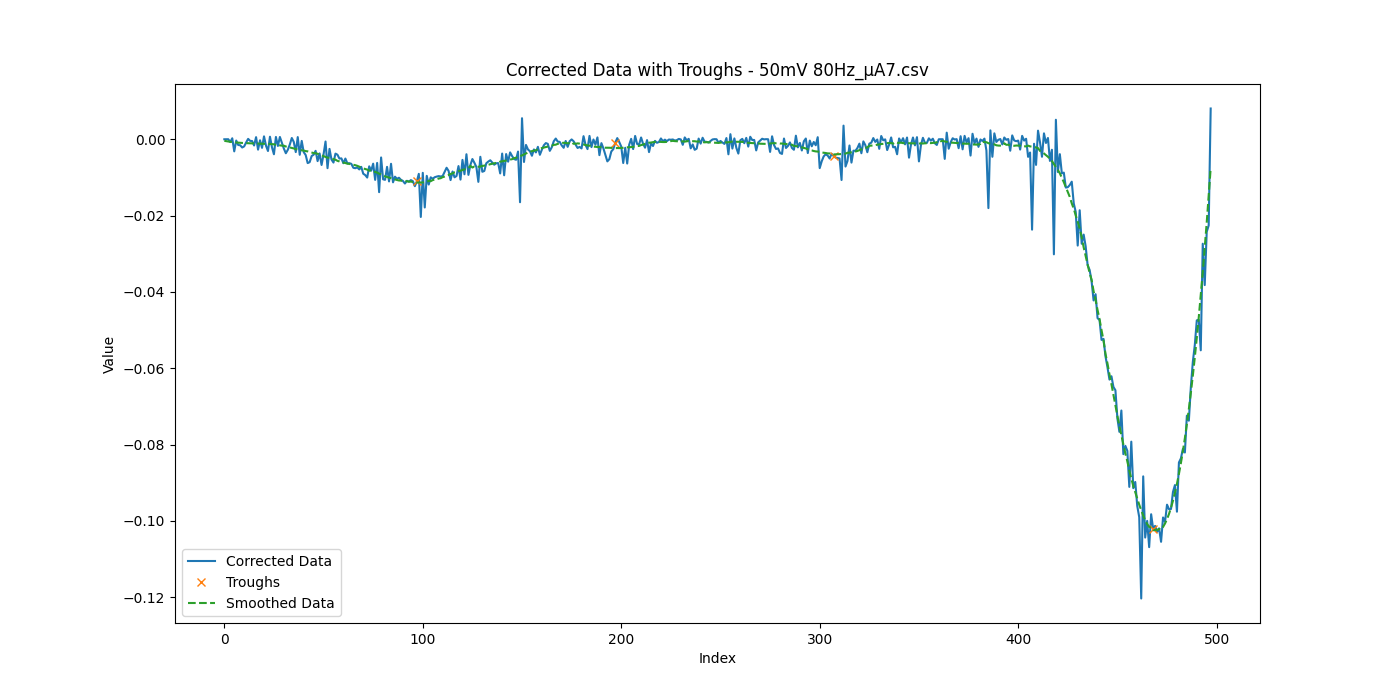 Corrected Data with Troughs - 50mV 80Hz_μA7.csv
0.00
−0.02
−0.04
−0.06
−0.08
−0.10
−0.12
Value
Corrected Data
Troughs
Smoothed Data
0 100 200 300 400 500
Index